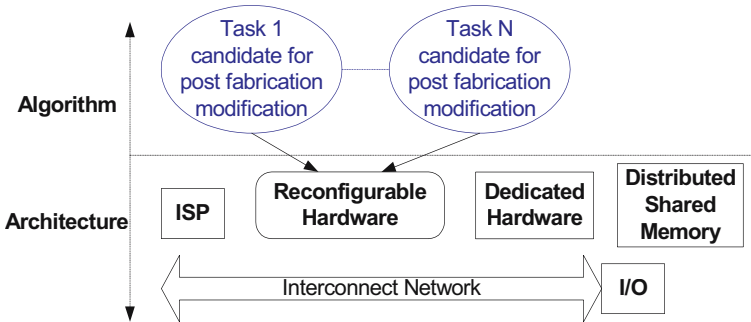 Task 1
candidate for
post fabrication
modification
Task N
candidate for
post fabrication
modification
Algorithm
Architecture
ISP
Reconfigurable
Hardware
Dedicated
Hardware
Distributed
Shared
Memory
Interconnect Network
I/O